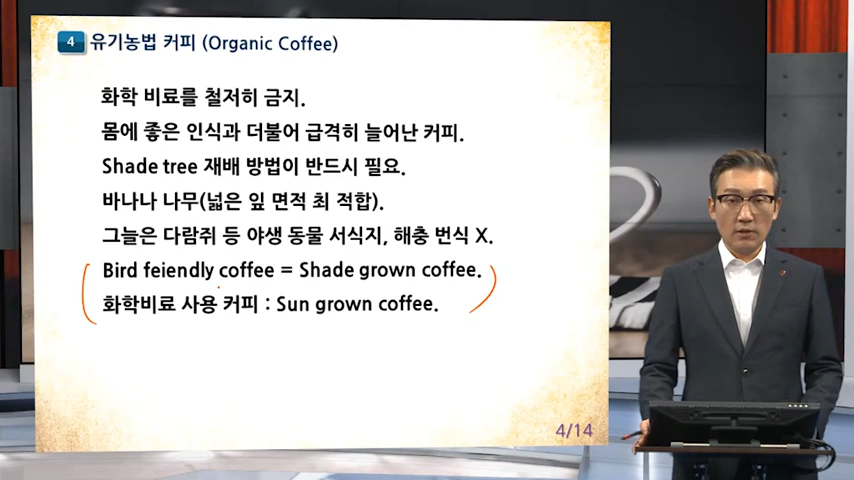 4 유기농법 커피 (Organic Coffee)
화학 비료를 철저히 금지.
몸에 좋은 인식과 더불어 급격히 늘어난 커피.
Shade tree 재배 방법이 반드시 필요.
바나나 나무(넓은 잎 면적 최 적합).
그늘은 다람쥐 등 야생 동물 서식지, 해충 번식 X.
Bird feiendly coffee = Shade grown coffee.
화학비료 사용 커피 : Sun grown coffee.
4/14